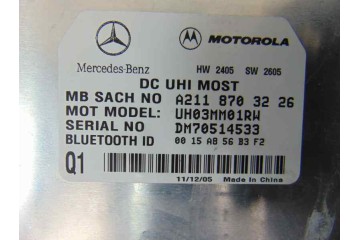 MOTOROLA
Mercedes-Benz HW 2405 SW 2605
DC UHI MOST
MB SACH NO A211 870 32 26
MOT MODEL: UH03MM01RW
SERIAL NO DM70514533
BLUETOOTH ID 00 15 AB 56 B3 F2
Q1
11/12/05 Made In China